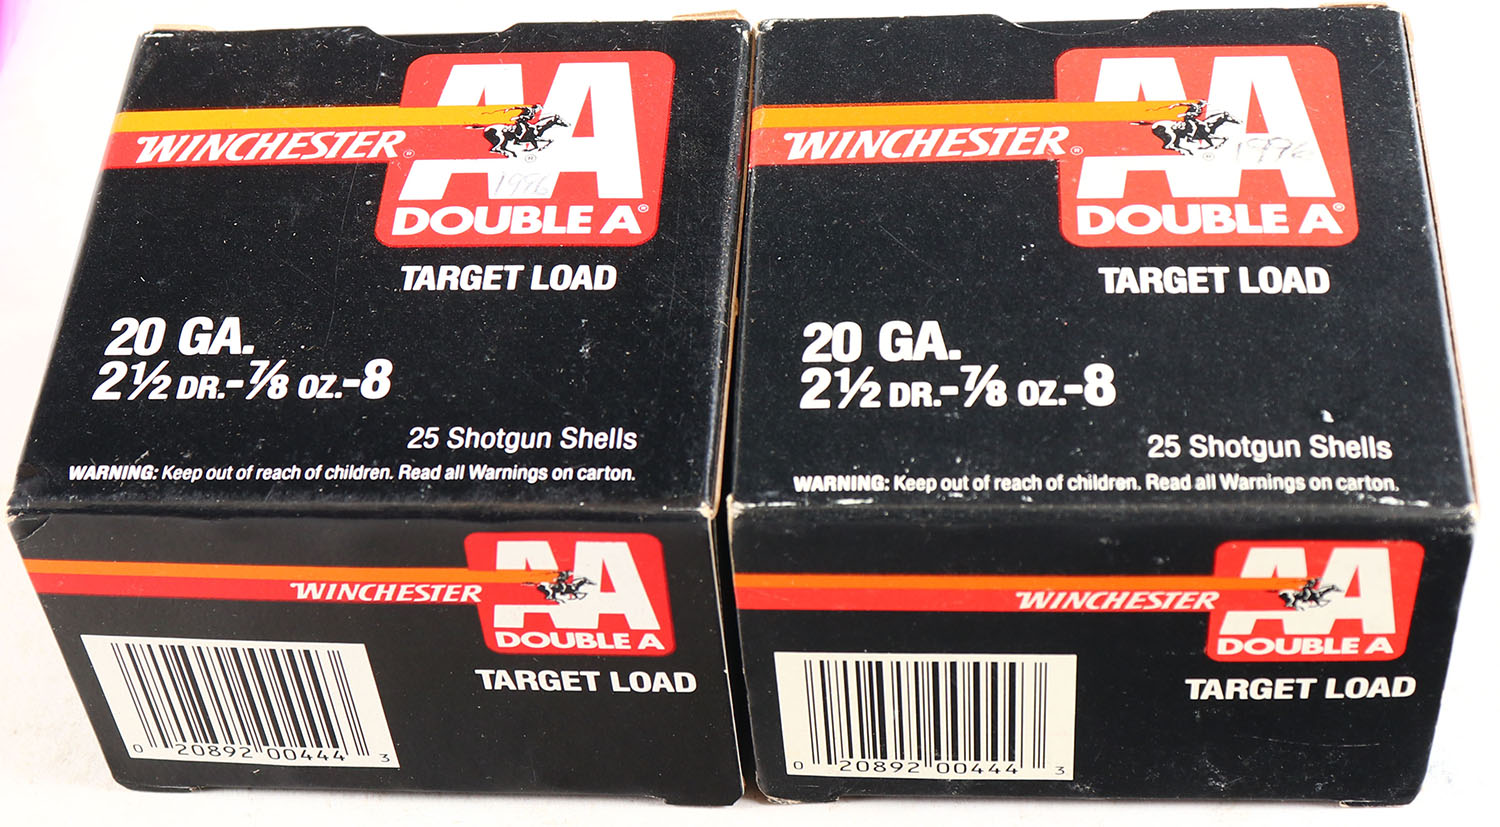 AA
WINCHESTER®
1996
DOUBLE A®
TARGET LOAD
20 GA.
2½ DR.-⅞ OZ.-8
25 Shotgun Shells
WARNING: Keep out of reach of children. Read all Warnings on carton.
AA
WINCHESTER
DOUBLE A
TARGET LOAD
0 20892 00444 3
AA
WINCHESTER®
1996
DOUBLE A®
TARGET LOAD
20 GA.
2½ DR.-⅞ OZ.-8
25 Shotgun Shells
WARNING: Keep out of reach of children. Read all Warnings on carton.
AA
WINCHESTER
DOUBLE A
TARGET LOAD
0 20892 00444 3